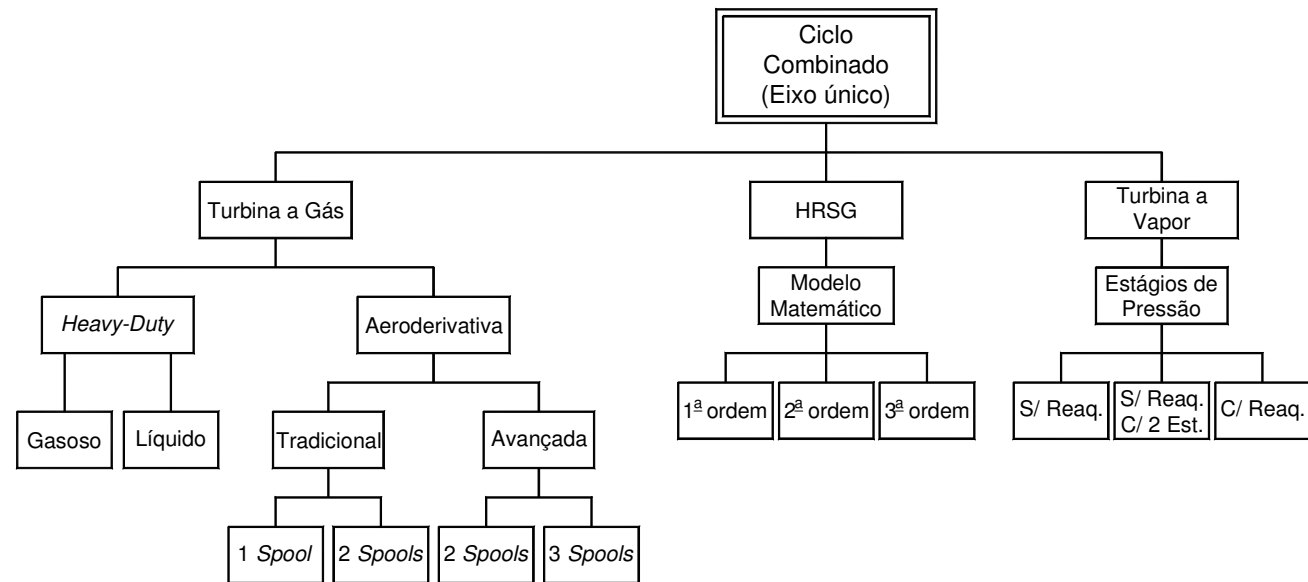 Ciclo
Combinado
(Eixo único)
Turbina a Gás
HRSG
Turbina a
Vapor
Heavy-Duty
Aeroderivativa
Modelo
Matemático
Estágios de
Pressão
Gasoso
Líquido
Tradicional
Avançada
1ª ordem
2ª ordem
3ª ordem
S/ Reaq.
S/ Reaq.
C/ 2 Est.
C/ Reaq.
1 Spool
2 Spools
2 Spools
3 Spools